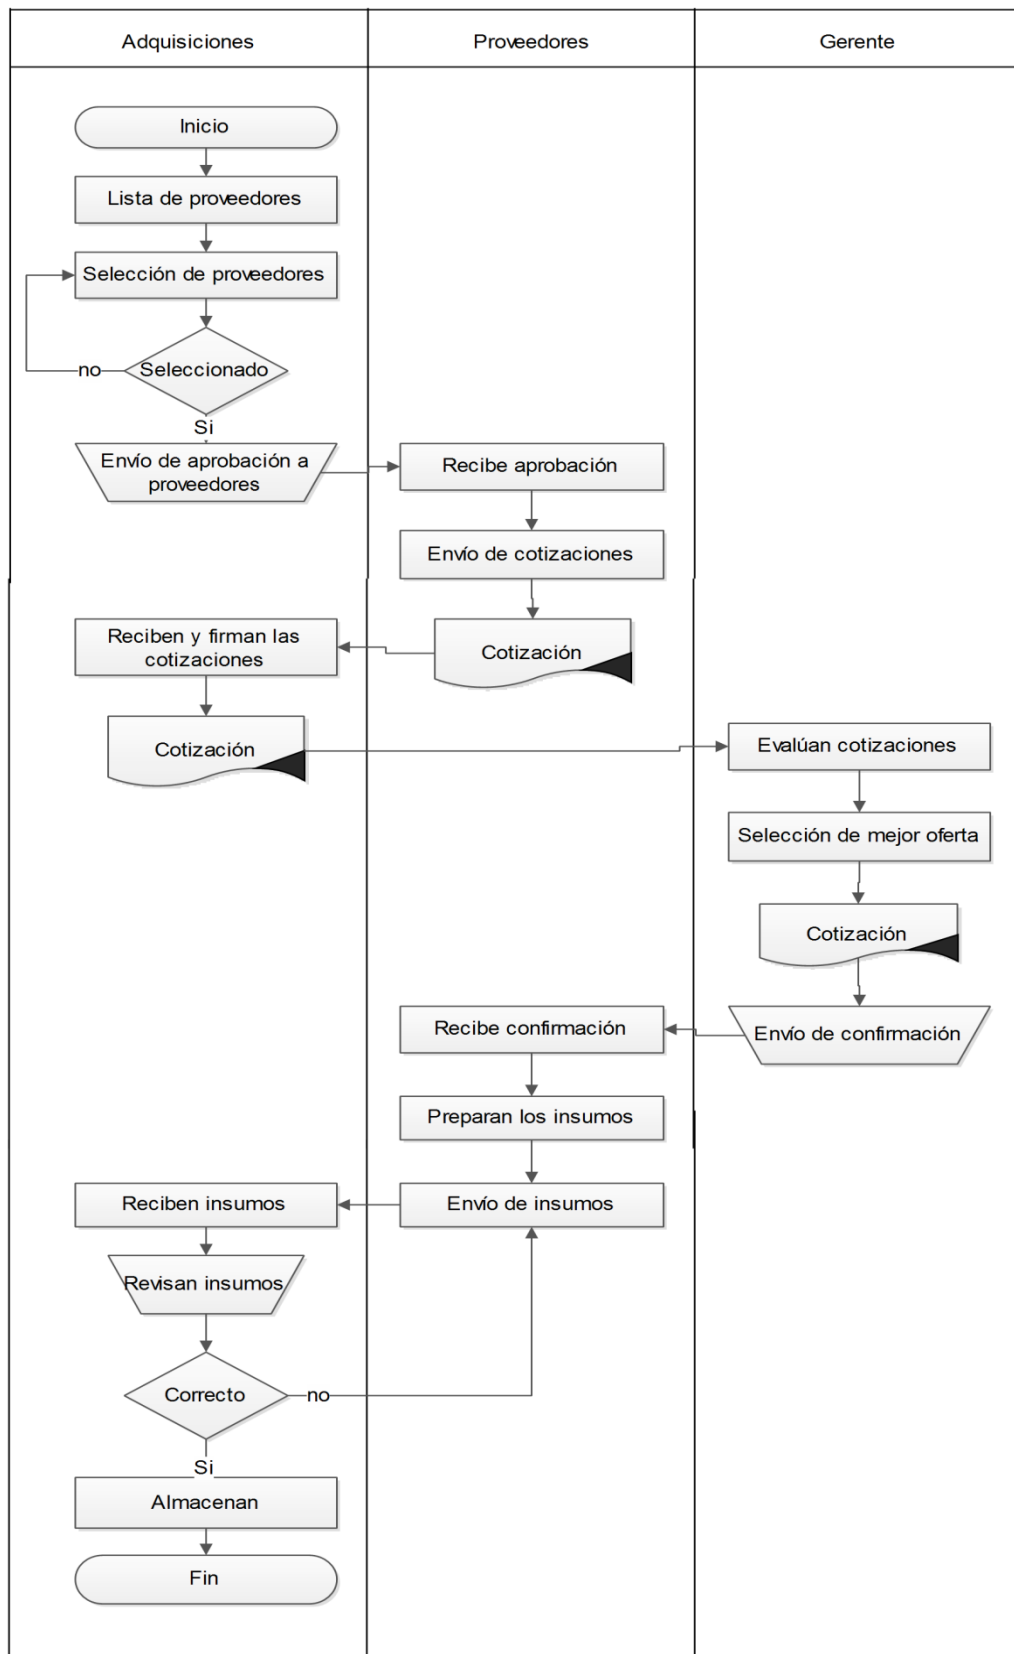 Adquisiciones
Proveedores
Gerente
Inicio
Lista de proveedores
Selección de proveedores
no
Seleccionado
Si
Envío de aprobación a
proveedores
Recibe aprobación
Envío de cotizaciones
Cotización
Reciben y firman las
cotizaciones
Cotización
Evalúan cotizaciones
Selección de mejor oferta
Cotización
Envío de confirmación
Recibe confirmación
Preparan los insumos
Envío de insumos
Reciben insumos
Revisan insumos
Correcto
no
Si
Almacenan
Fin